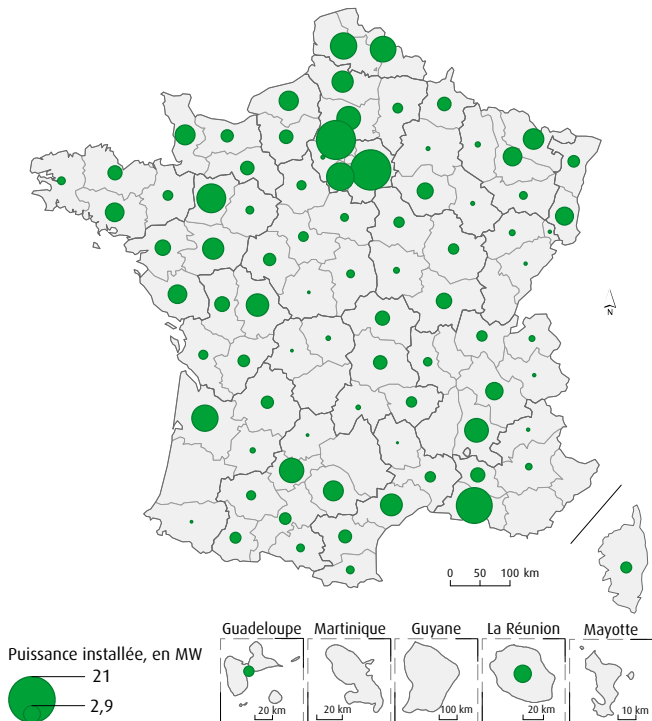 N
0 50 100 km
Puissance installée, en MW
21
2,9
Guadeloupe
20 km
Martinique
20 km
Guyane
100 km
La Réunion
20 km
Mayotte
10 km